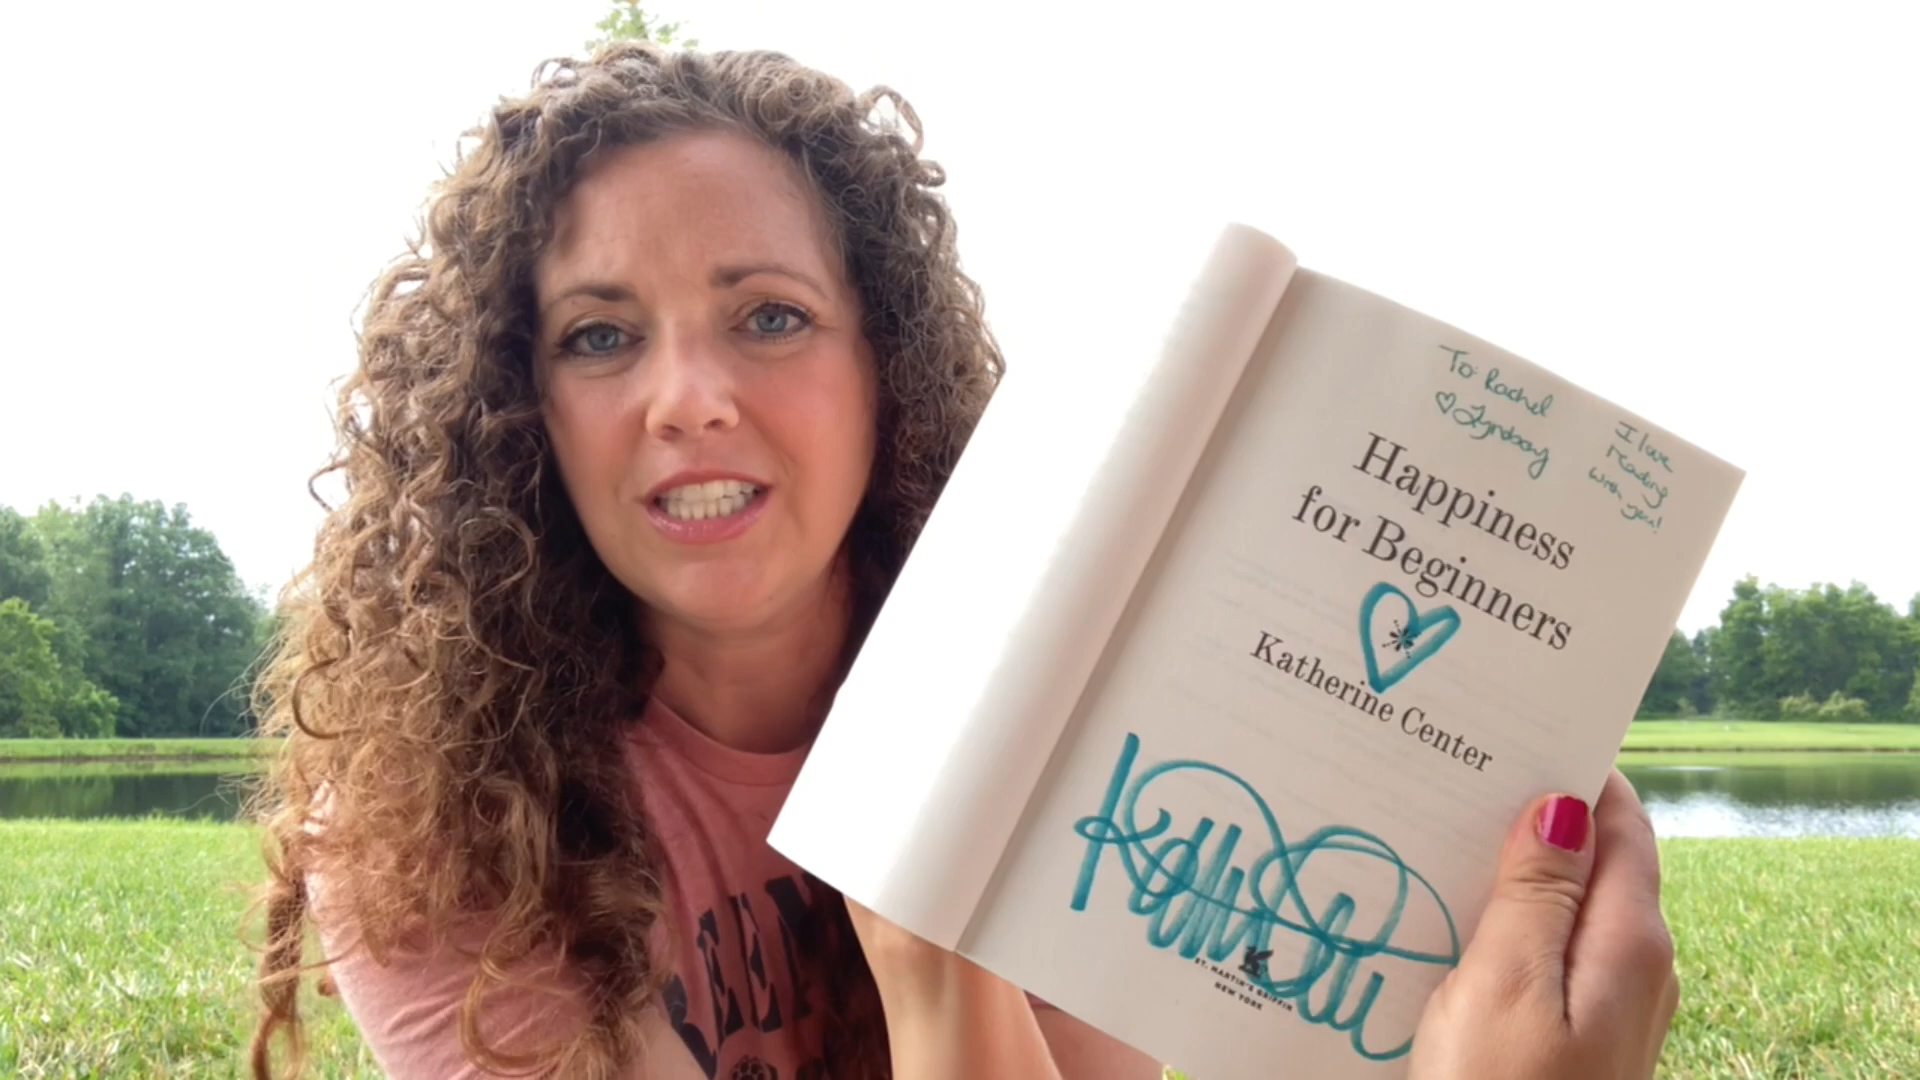 To: Rachel
♡ Lyndsay
I love
reading
with you!
Happiness
for Beginners
Katherine Center
ST. MARTIN'S GRIFFIN
NEW YORK